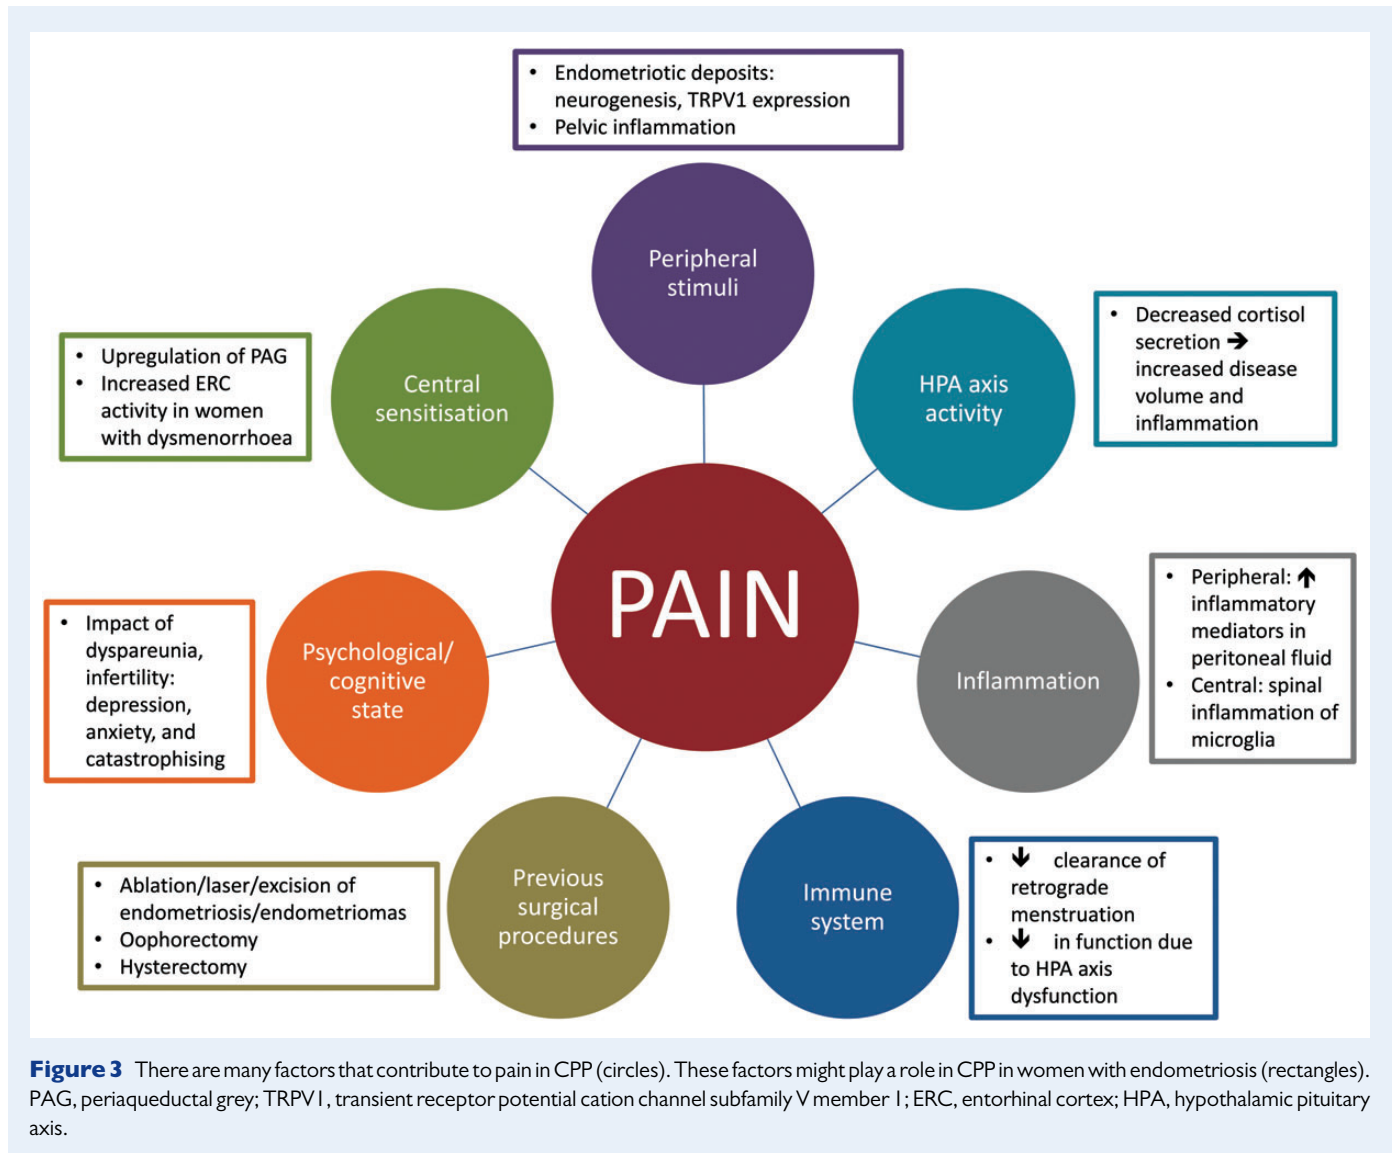 • Endometriotic deposits:
neurogenesis, TRPV1 expression
• Pelvic inflammation
Peripheral
stimuli
• Upregulation of PAG
• Increased ERC
activity in women
with dysmenorrhoea
Central
sensitisation
HPA axis
activity
• Decreased cortisol
secretion ➔
increased disease
volume and
inflammation
PAIN
• Impact of
dyspareunia,
infertility:
depression,
anxiety, and
catastrophising
Psychological/
cognitive
state
Inflammation
• Peripheral: 🡹
inflammatory
mediators in
peritoneal fluid
• Central: spinal
inflammation of
microglia
• Ablation/laser/excision of
endometriosis/endometriomas
• Oophorectomy
• Hysterectomy
Previous
surgical
procedures
Immune
system
• 🡻 clearance of
retrograde
menstruation
• 🡻 in function due
to HPA axis
dysfunction
Figure 3 There are many factors that contribute to pain in CPP (circles). These factors might play a role in CPP in women with endometriosis (rectangles).
PAG, periaqueductal grey; TRPV1, transient receptor potential cation channel subfamily V member 1; ERC, entorhinal cortex; HPA, hypothalamic pituitary
axis.